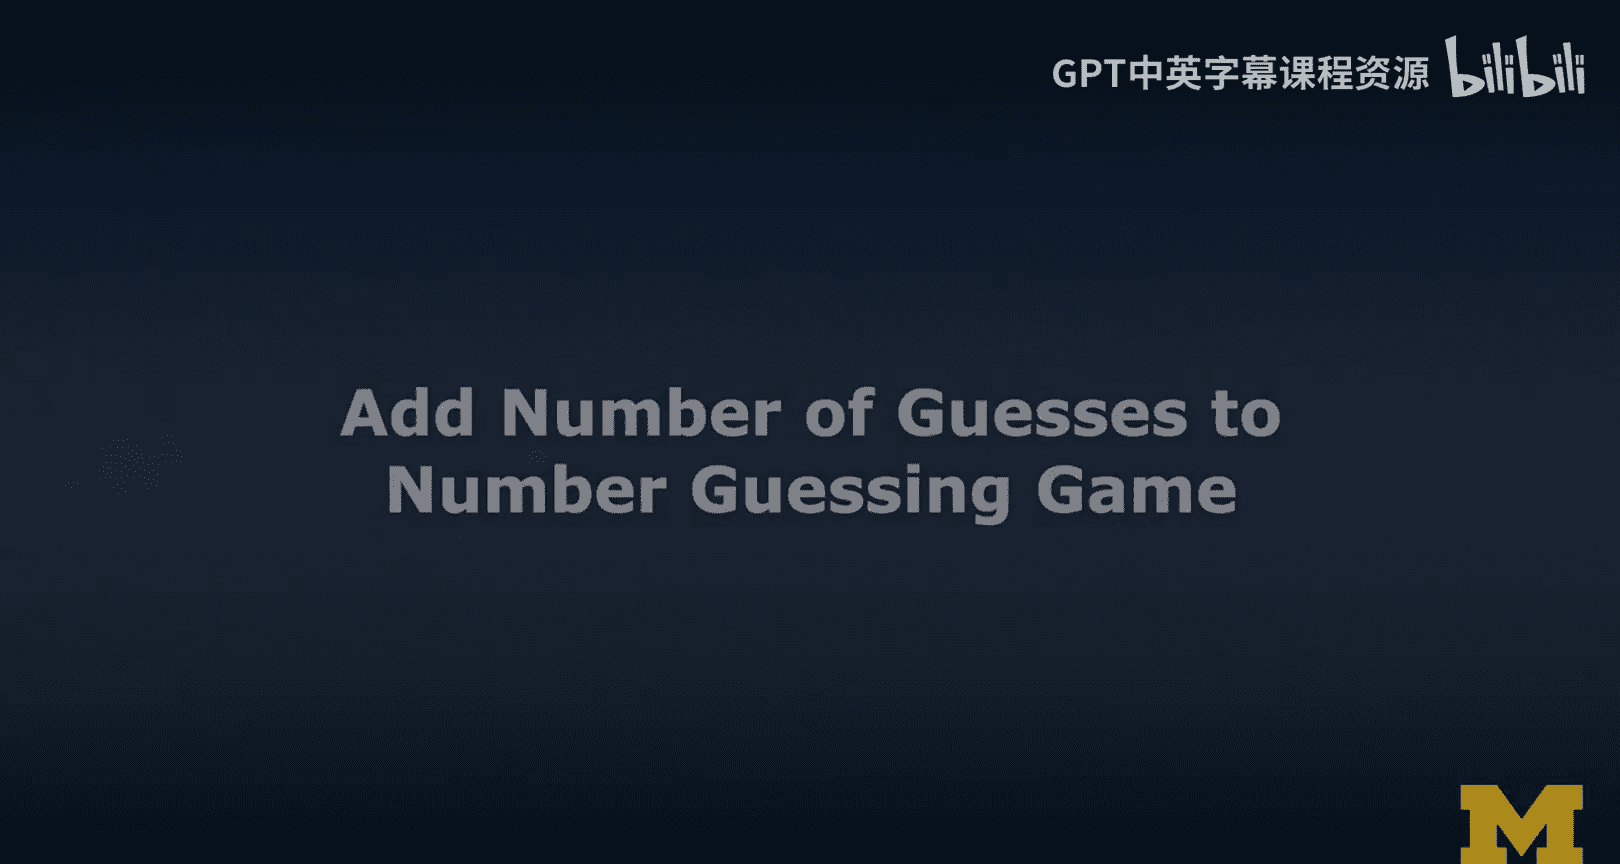 GPT中英字幕课程资源 bilibili
Add Number of Guesses to
Number Guessing Game
M